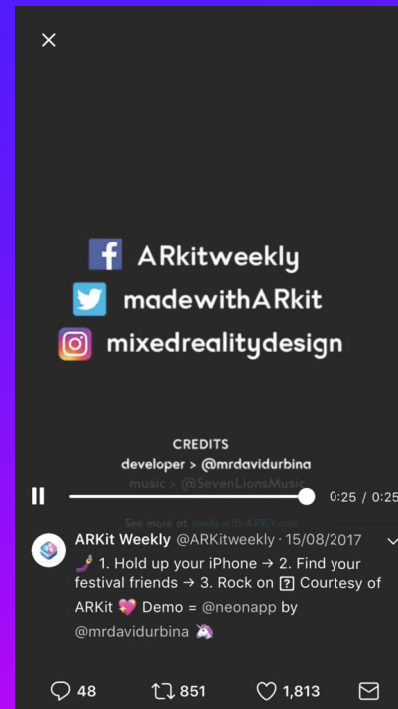 ARkitweekly
madewithARkit
mixedrealitydesign
CREDITS
developer > @mrdavidurbina
music > @SevenLionsMusic
0:25 / 0:25
See more at madewithARKit.com
ARKit Weekly @ARKitweekly · 15/08/2017
🤳 1. Hold up your iPhone → 2. Find your
festival friends → 3. Rock on ⍰ Courtesy of
ARKit 💖 Demo = @neonapp by
@mrdavidurbina 🦄
48 851 1,813